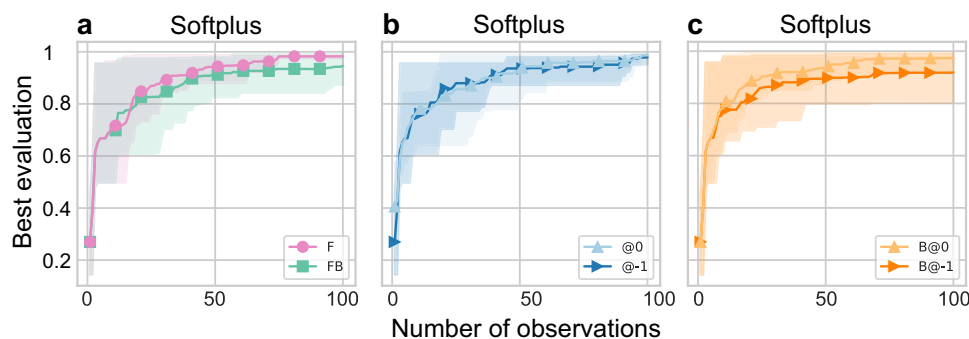 a Softplus b Softplus c Softplus
Best evaluation
1
0.8
0.6
0.4
0.2
F
FB
@0
@-1
B@0
B@-1
0 50 100 0 50 100 0 50 100
Number of observations